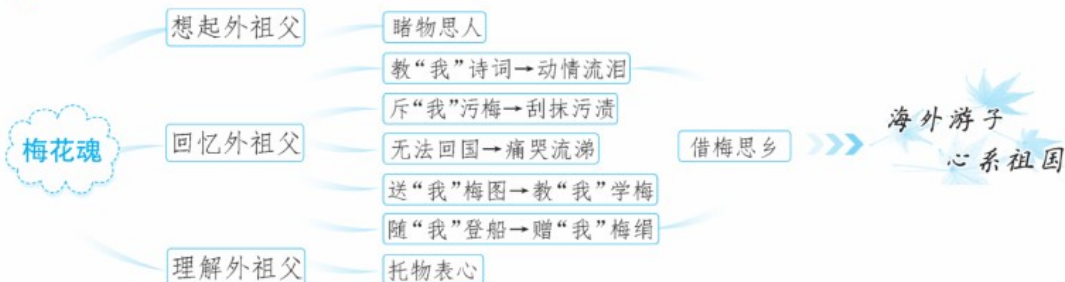 梅花魂
想起外祖父
睹物思人
回忆外祖父
教“我”诗词→动情流泪
斥“我”污梅→刮抹污渍
无法回国→痛哭流涕
送“我”梅图→教“我”学梅
随“我”登船→赠“我”梅绢
理解外祖父
托物表心
借梅思乡
海外游子
心系祖国